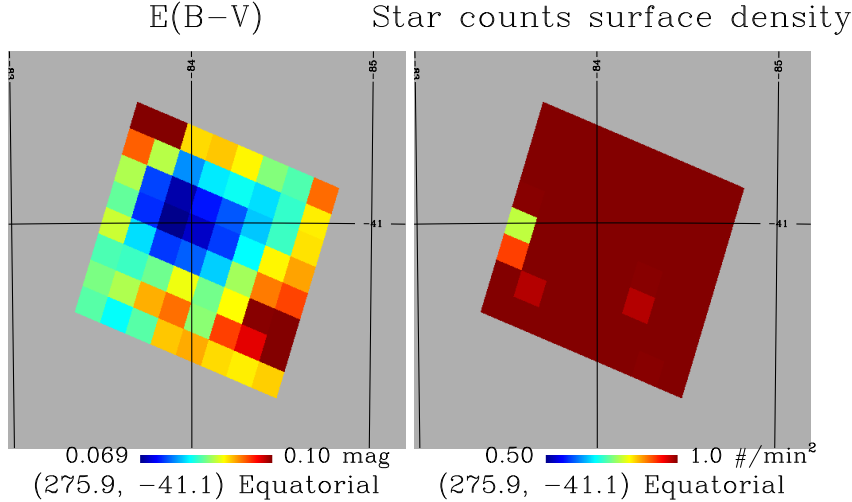 E(B−V)
Star counts surface density
−84
−85
−84
−85
−41
−41
0.069
0.10 mag
0.50
1.0 #/min²
(275.9, −41.1) Equatorial
(275.9, −41.1) Equatorial